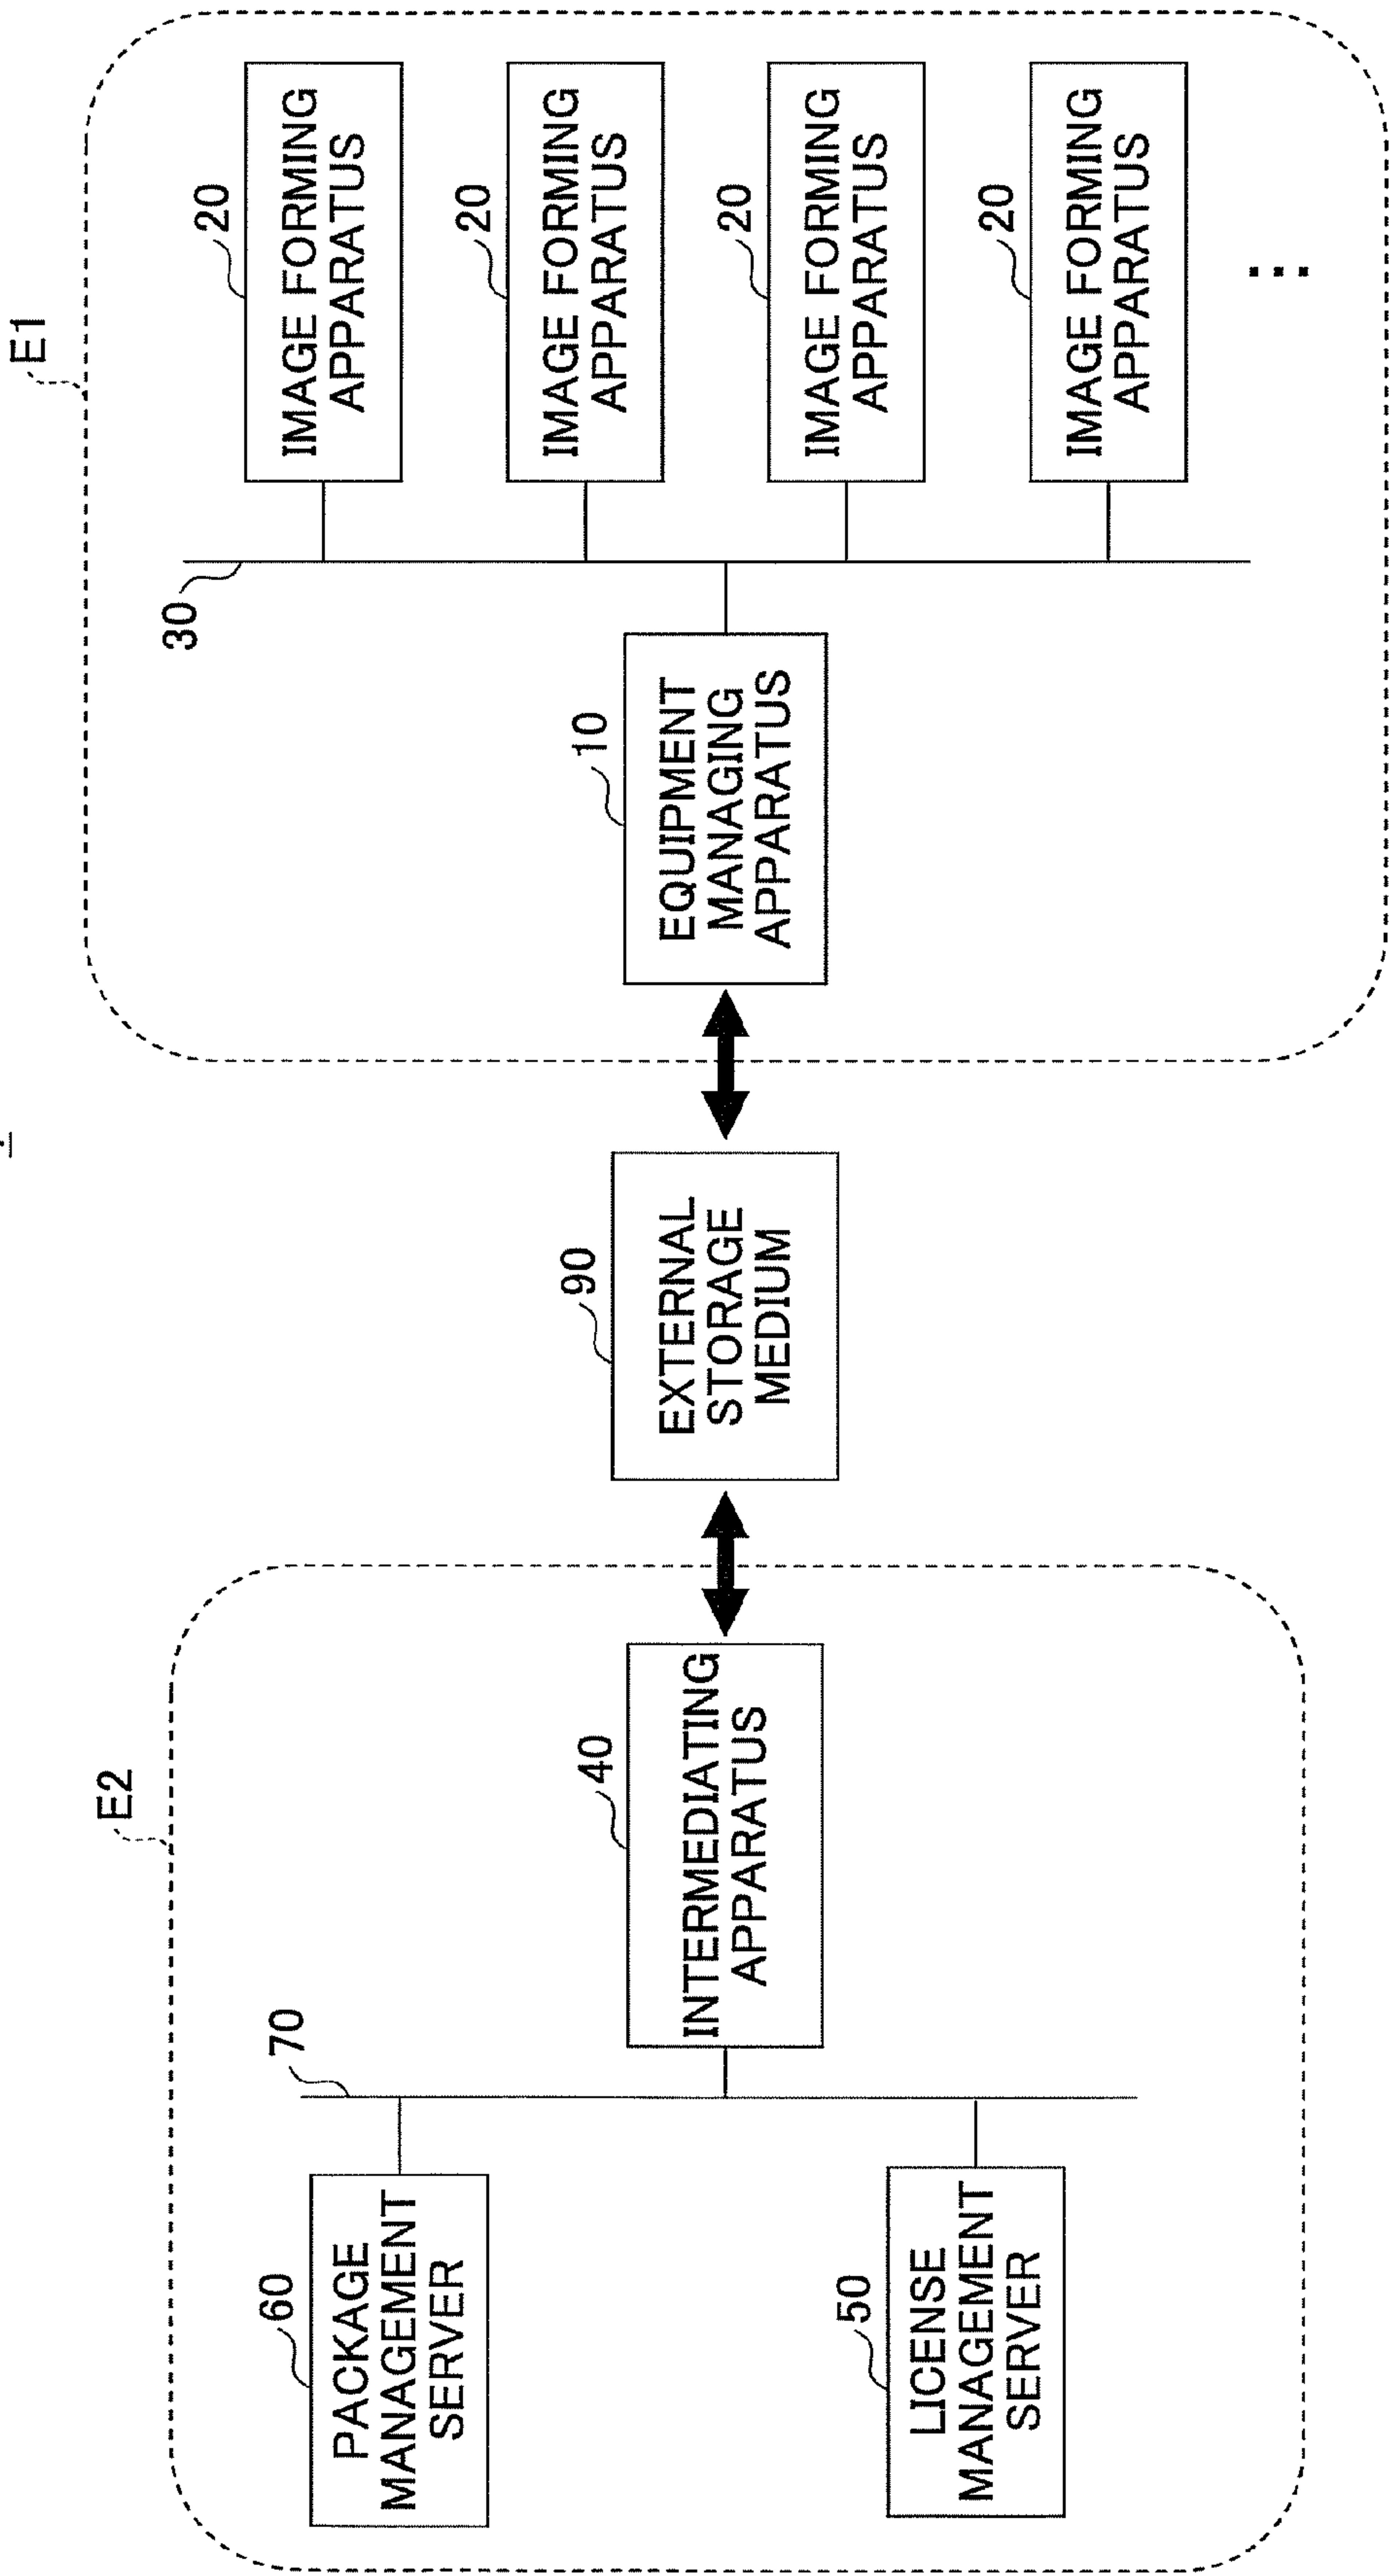 E2
60
PACKAGE
MANAGEMENT
SERVER
70
50
LICENSE
MANAGEMENT
SERVER
40
INTERMEDIATING
APPARATUS
90
EXTERNAL
STORAGE
MEDIUM
E1
10
EQUIPMENT
MANAGING
APPARATUS
30
20
IMAGE FORMING
APPARATUS
20
IMAGE FORMING
APPARATUS
20
IMAGE FORMING
APPARATUS
20
IMAGE FORMING
APPARATUS